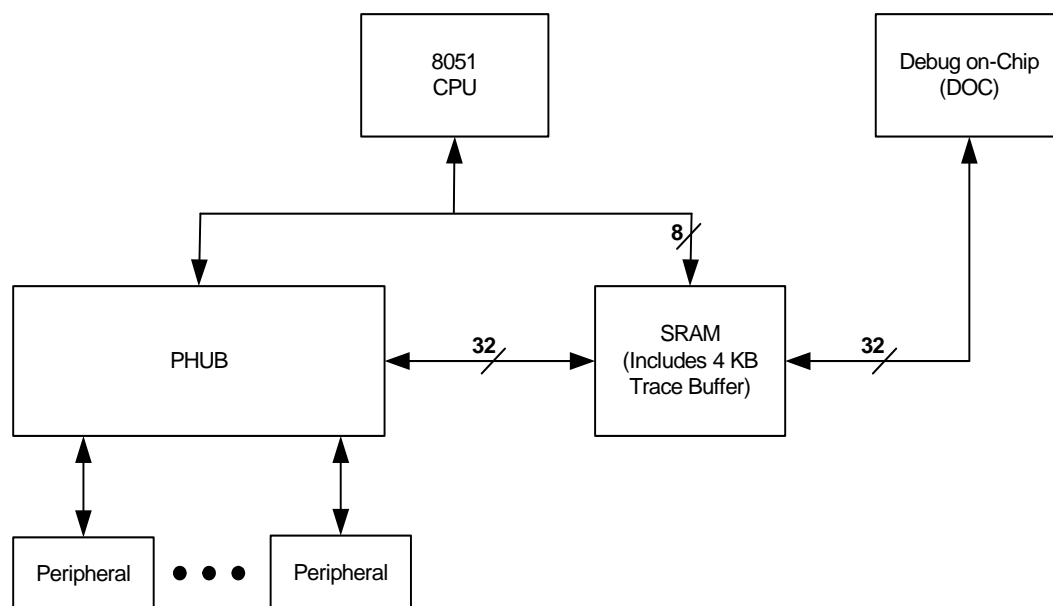 8051
CPU
Debug on-Chip
(DOC)
8
PHUB
32
SRAM
(Includes 4 KB
Trace Buffer)
32
Peripheral
Peripheral